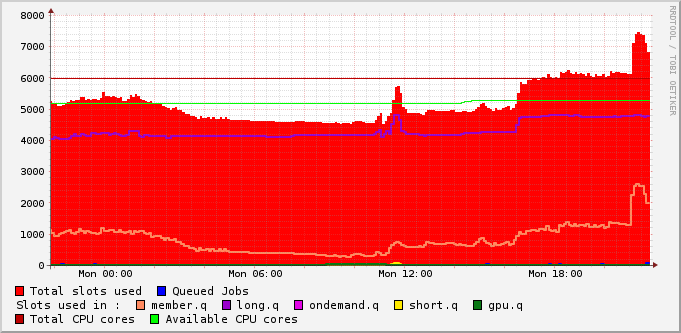 8000
7000
6000
5000
4000
3000
2000
1000
0
Mon 00:00 Mon 06:00 Mon 12:00 Mon 18:00
RRDTOOL / TOBI OETIKER
Total slots used Queued Jobs
Slots used in : member.q long.q ondemand.q short.q gpu.q
Total CPU cores Available CPU cores